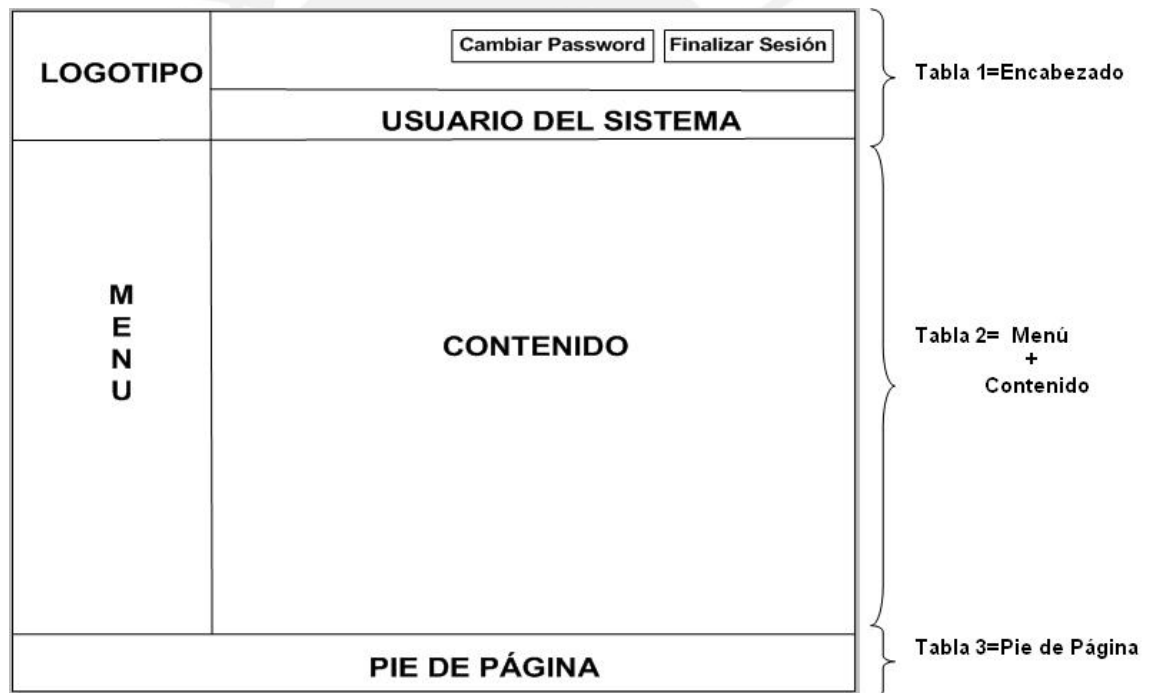 Cambiar Password
Finalizar Sesión
LOGOTIPO
USUARIO DEL SISTEMA
Tabla 1=Encabezado
M
E
N
U
CONTENIDO
Tabla 2= Menú
+
Contenido
PIE DE PÁGINA
Tabla 3=Pie de Página